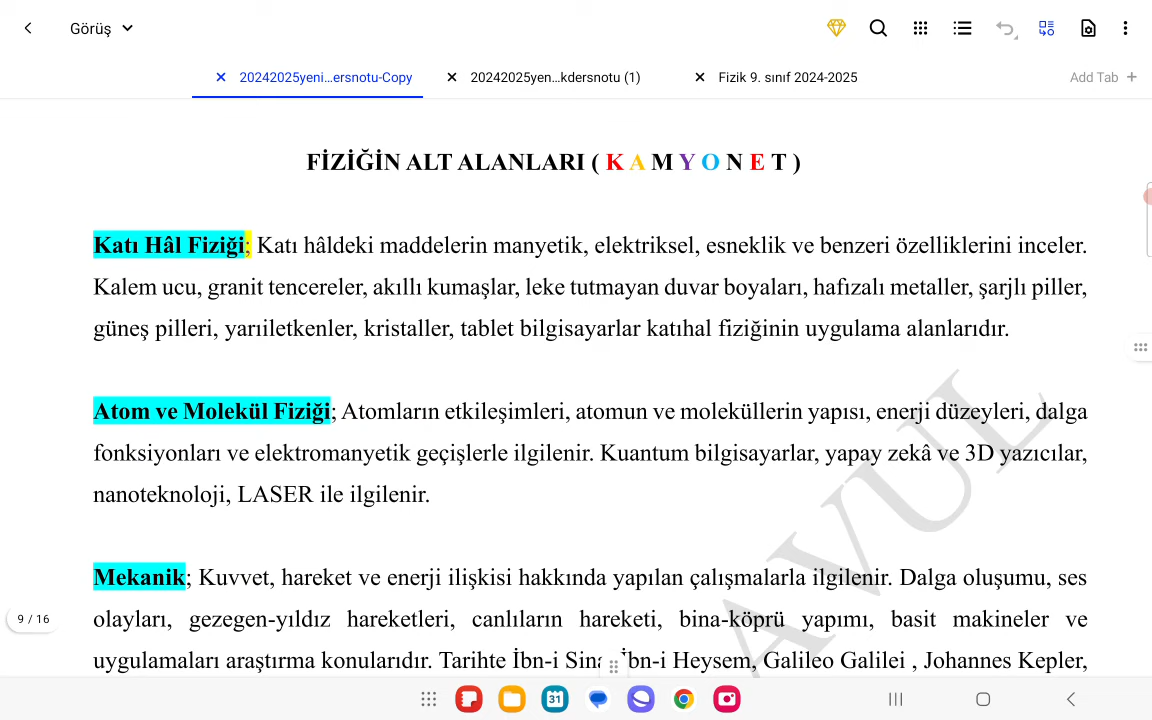 Görüş
20242025yeni...ersnotu-Copy
20242025yen...kdersnotu (1)
Fizik 9. sınıf 2024-2025
Add Tab +
FİZİĞİN ALT ALANLARI ( K A M Y O N E T )
Katı Hâl Fiziği; Katı hâldeki maddelerin manyetik, elektriksel, esneklik ve benzeri özelliklerini inceler.
Kalem ucu, granit tencereler, akıllı kumaşlar, leke tutmayan duvar boyaları, hafızalı metaller, şarjlı piller,
güneş pilleri, yarıiletkenler, kristaller, tablet bilgisayarlar katıhal fiziğinin uygulama alanlarıdır.
Atom ve Molekül Fiziği; Atomların etkileşimleri, atomun ve moleküllerin yapısı, enerji düzeyleri, dalga
fonksiyonları ve elektromanyetik geçişlerle ilgilenir. Kuantum bilgisayarlar, yapay zekâ ve 3D yazıcılar,
nanoteknoloji, LASER ile ilgilenir.
Mekanik; Kuvvet, hareket ve enerji ilişkisi hakkında yapılan çalışmalarla ilgilenir. Dalga oluşumu, ses
olayları, gezegen-yıldız hareketleri, canlıların hareketi, bina-köprü yapımı, basit makineler ve
uygulamaları araştırma konularıdır. Tarihte İbn-i Sina, İbn-i Heysem, Galileo Galilei , Johannes Kepler,
AVUL
9 / 16
31